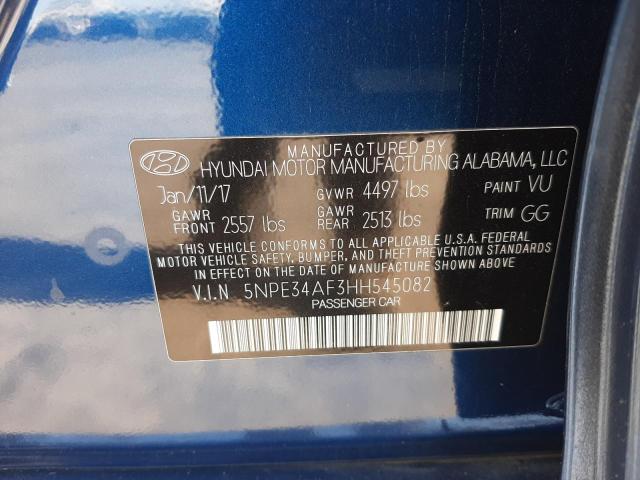 MANUFACTURED BY
HYUNDAI MOTOR MANUFACTURING ALABAMA, LLC
Jan/11/17 GVWR 4497 lbs PAINT VU
GAWR FRONT 2557 lbs GAWR REAR 2513 lbs TRIM GG
THIS VEHICLE CONFORMS TO ALL APPLICABLE U.S.A. FEDERAL
MOTOR VEHICLE SAFETY, BUMPER, AND THEFT PREVENTION STANDARDS
IN EFFECT ON THE DATE OF MANUFACTURE SHOWN ABOVE
V.I.N 5NPE34AF3HH545082
PASSENGER CAR